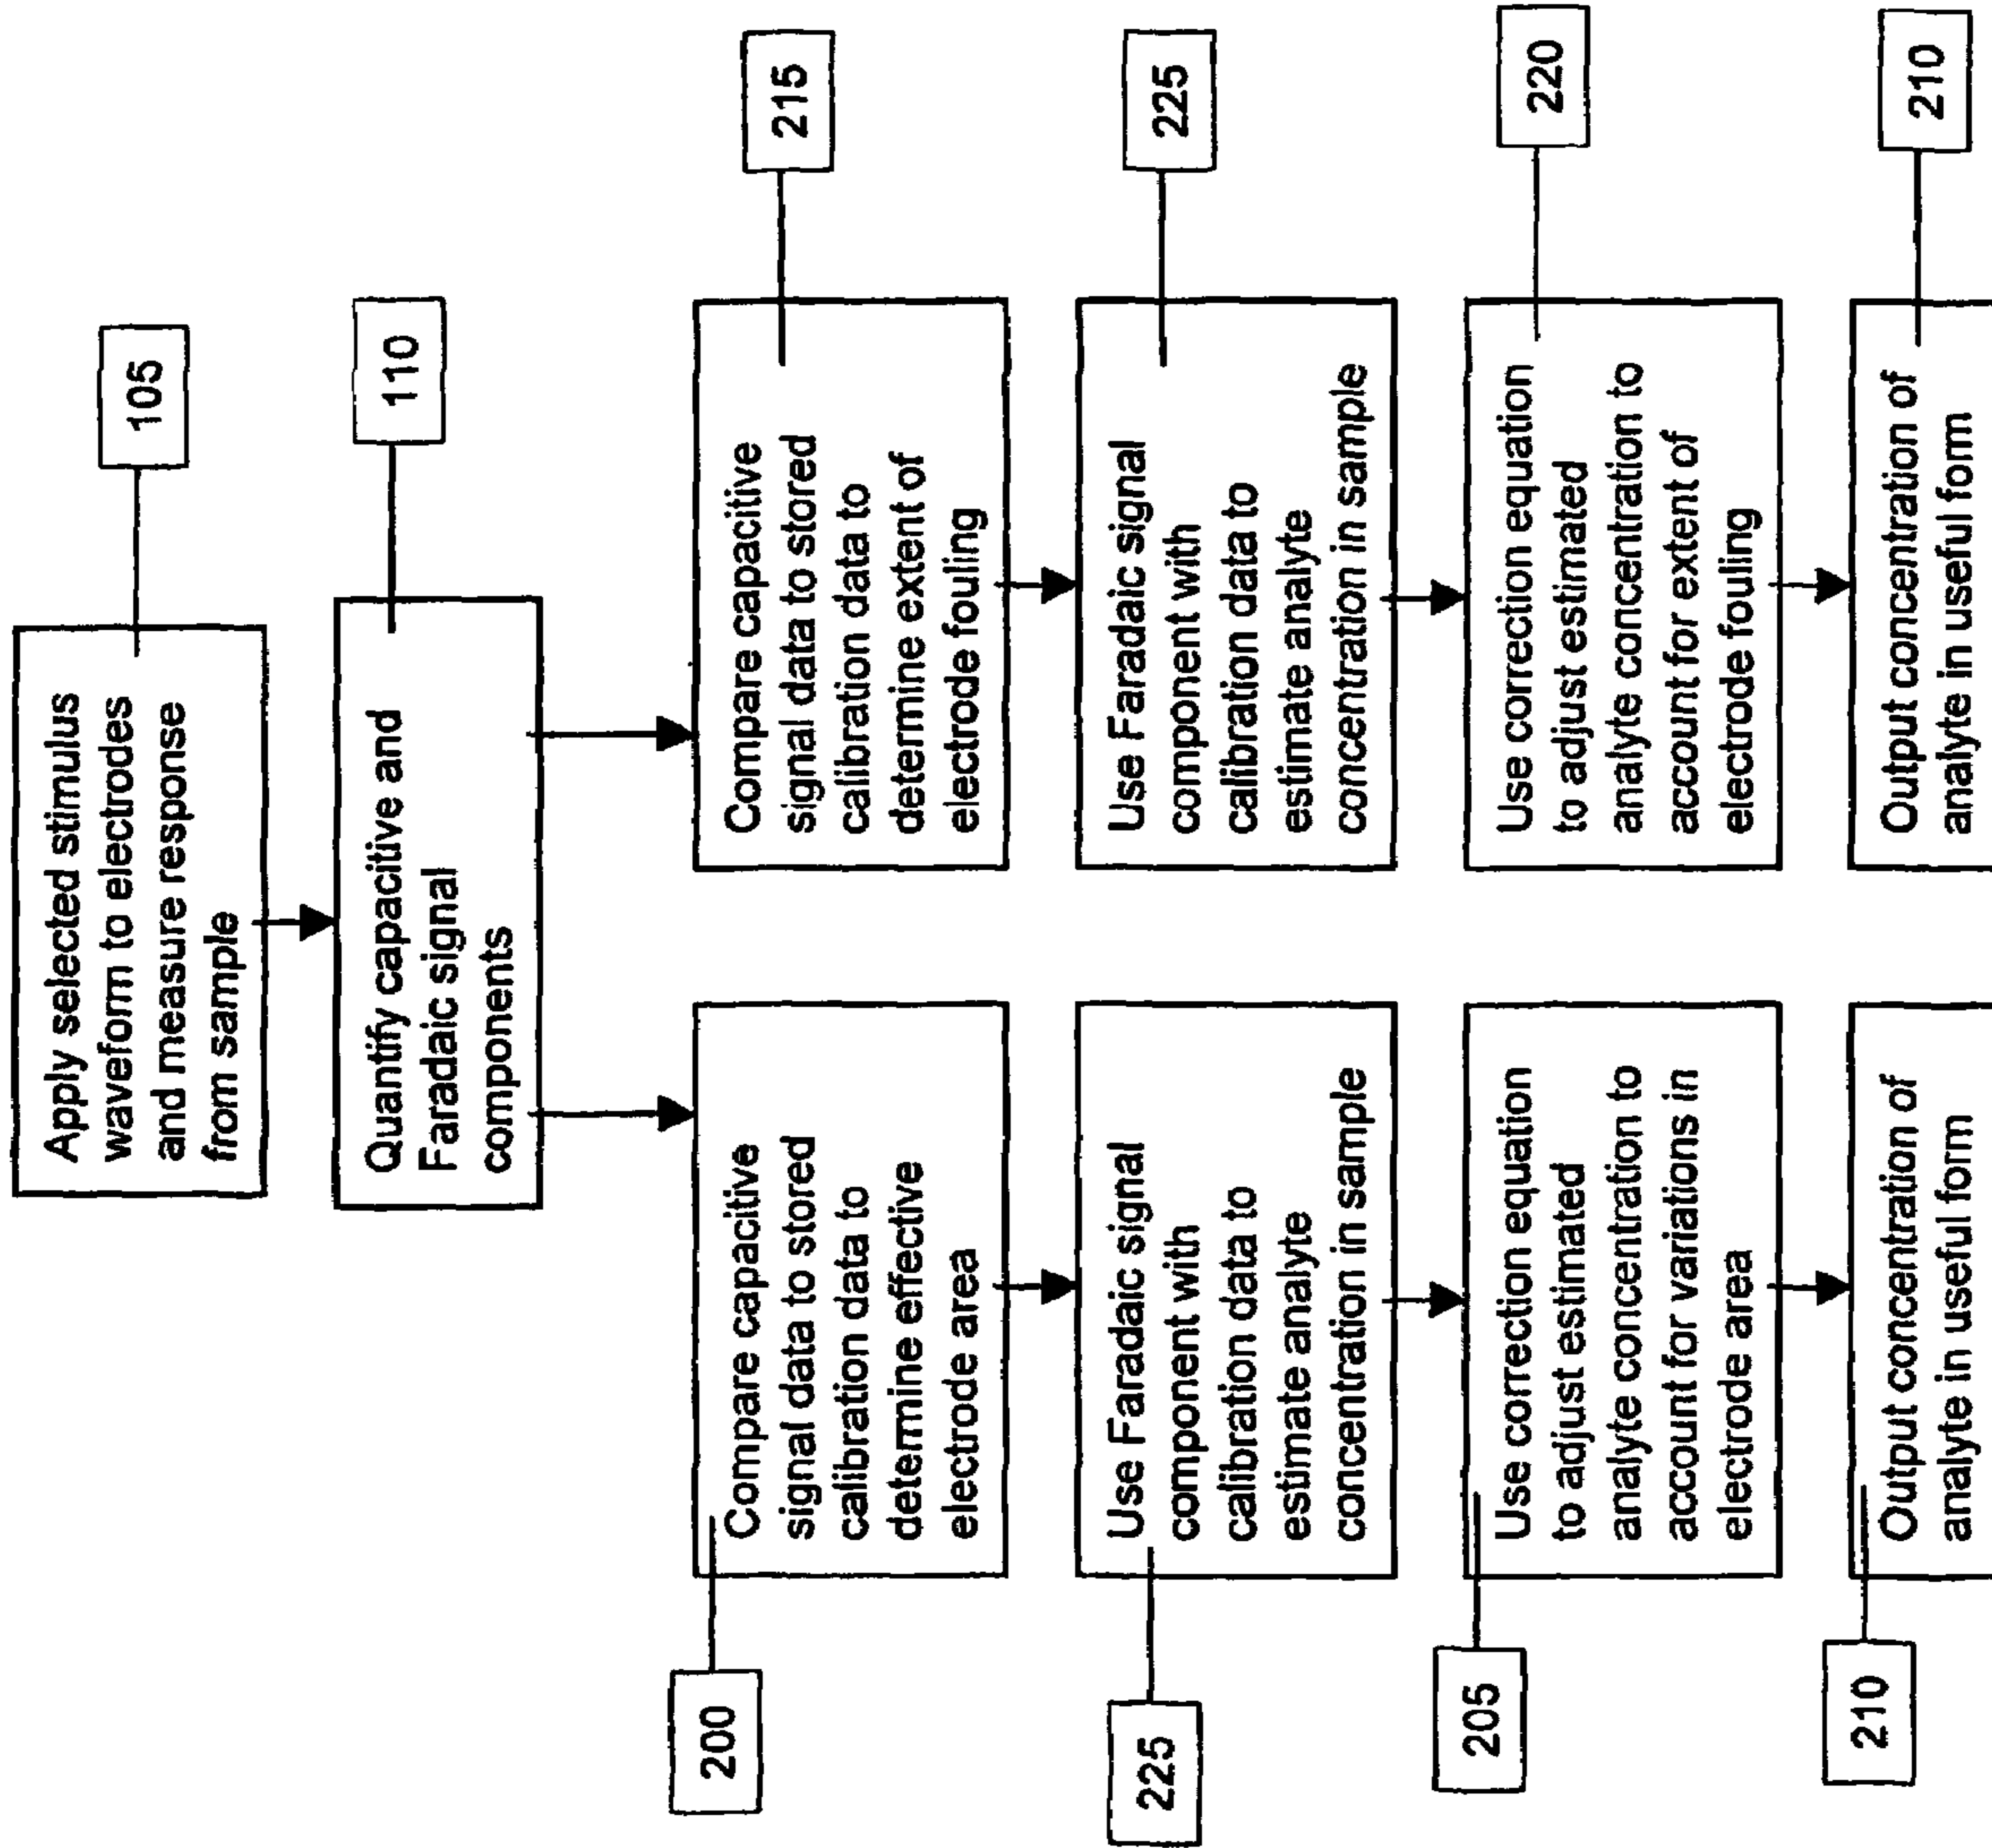 Apply selected stimulus
waveform to electrodes
and measure response
from sample
105
Quantify capacitive and
Faradaic signal
components
110
200
Compare capacitive
signal data to stored
calibration data to
determine effective
electrode area
Compare capacitive
signal data to stored
calibration data to
determine extent of
electrode fouling
215
225
Use Faradaic signal
component with
calibration data to
estimate analyte
concentration in sample
Use Faradaic signal
component with
calibration data to
estimate analyte
concentration in sample
225
205
Use correction equation
to adjust estimated
analyte concentration to
account for variations in
electrode area
Use correction equation
to adjust estimated
analyte concentration to
account for extent of
electrode fouling
220
210
Output concentration of
analyte in useful form
Output concentration of
analyte in useful form
210